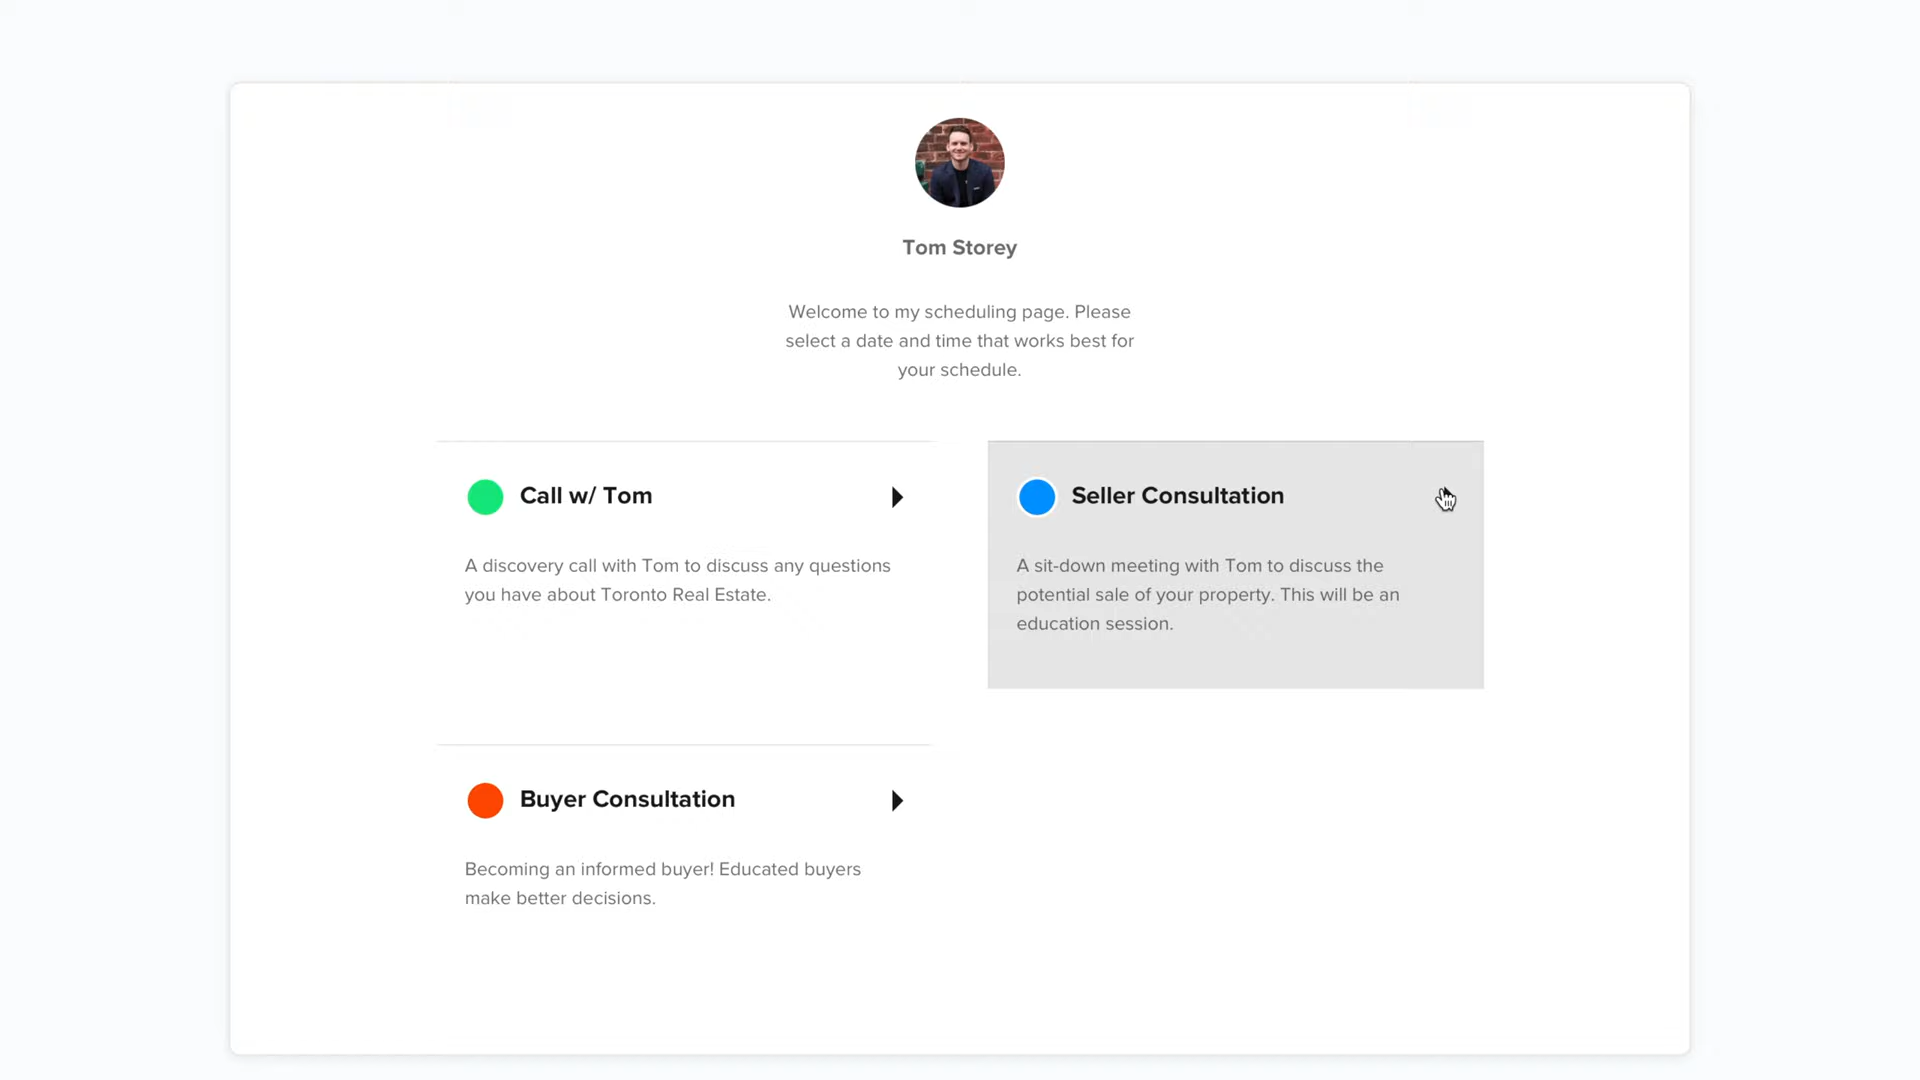 Tom Storey
Welcome to my scheduling page. Please
select a date and time that works best for
your schedule.
Call w/ Tom
A discovery call with Tom to discuss any questions
you have about Toronto Real Estate.
Seller Consultation
A sit-down meeting with Tom to discuss the
potential sale of your property. This will be an
education session.
Buyer Consultation
Becoming an informed buyer! Educated buyers
make better decisions.